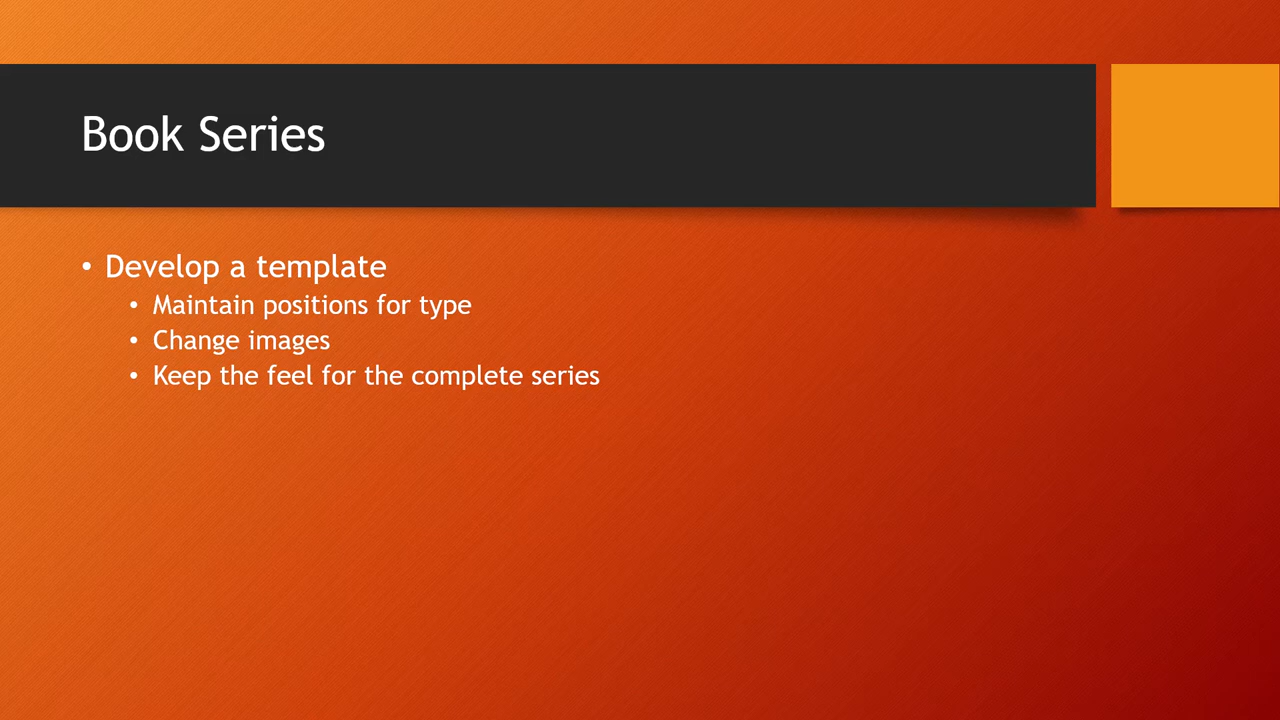 Book Series
• Develop a template
• Maintain positions for type
• Change images
• Keep the feel for the complete series